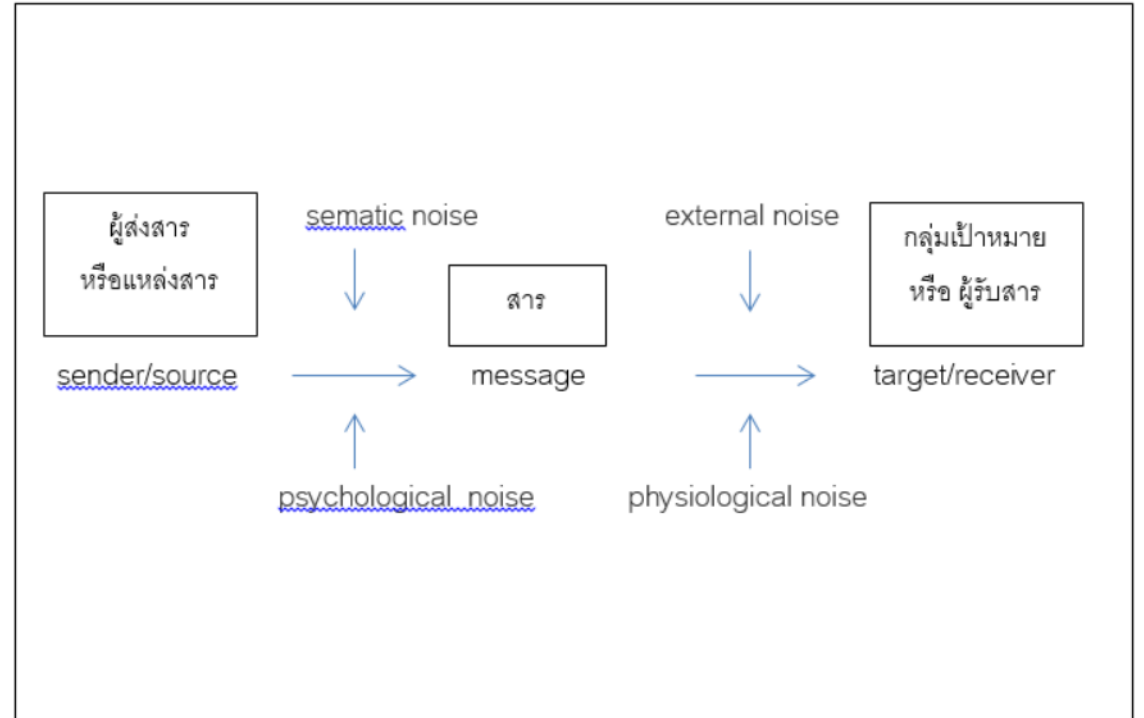 ผู้ส่งสาร
หรือแหล่งสาร
sender/source
sematic noise
psychological noise
สาร
message
external noise
physiological noise
กลุ่มเป้าหมาย
หรือ ผู้รับสาร
target/receiver